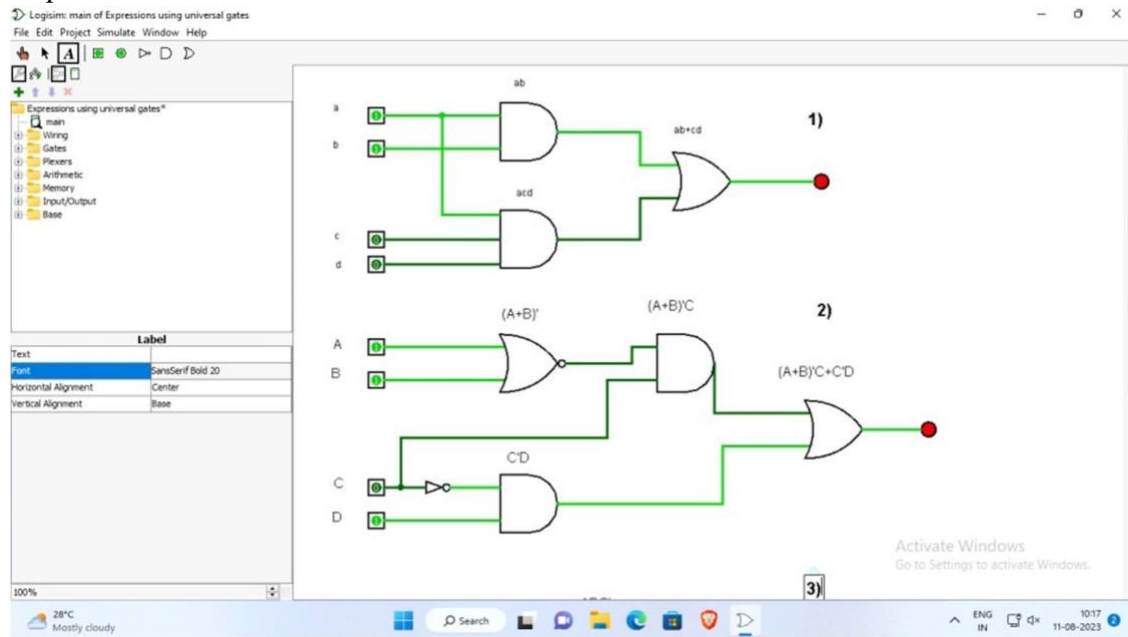 Logisim: main of Expressions using universal gates
File Edit Project Simulate Window Help
A
Expressions using universal gates*
main
Wiring
Gates
Plexers
Arithmetic
Memory
Input/Output
Base
Label
Text
Font SansSerif Bold 20
Horizontal Alignment Center
Vertical Alignment Base
100%
ab
a
1)
ab+cd
b
acd
c
d
(A+B)'
(A+B)'C
2)
A
B
(A+B)'C+C'D
C'D
C
D
Activate Windows
Go to Settings to activate Windows.
3)
28°C
Mostly cloudy
Search
ENG
IN
10:17
11-08-2023
2